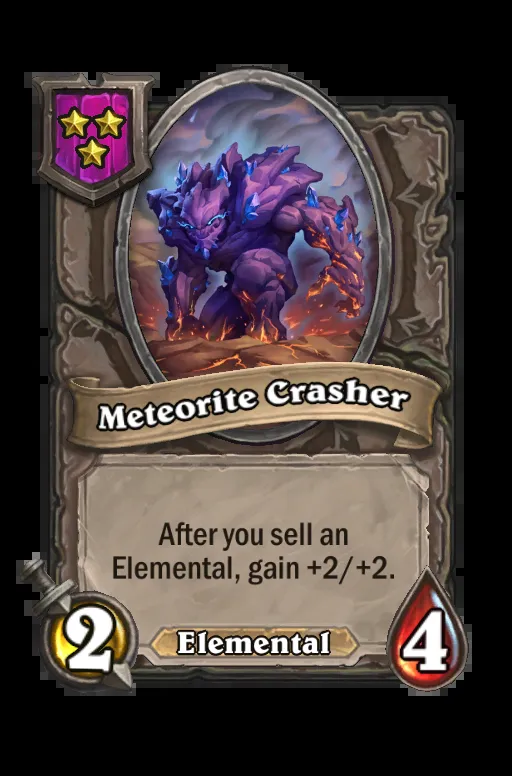 Meteorite Crasher
After you sell an
Elemental, gain +2/+2.
2
Elemental
4